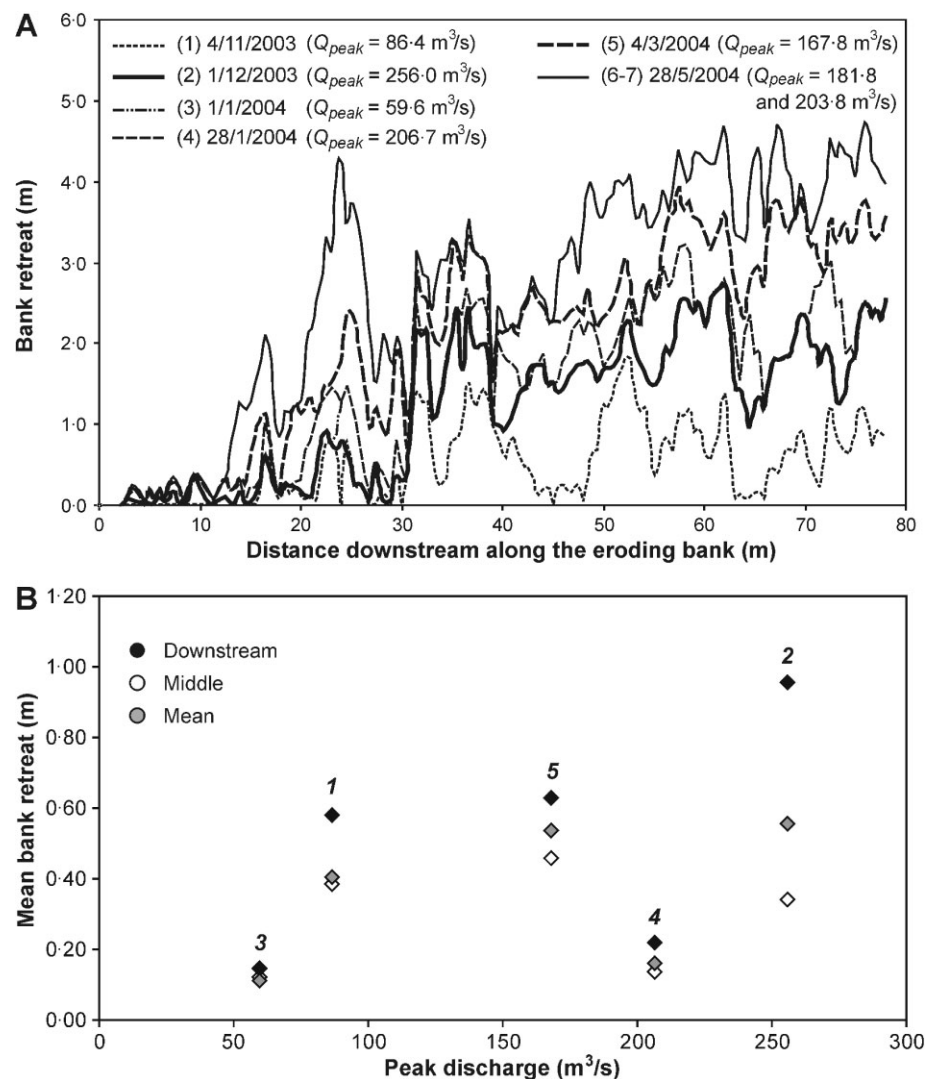 A
6·0
5·0
4·0
3·0
2·0
1·0
0·0
Bank retreat (m)
(1) 4/11/2003 (Qpeak = 86·4 m³/s)
(2) 1/12/2003 (Qpeak = 256·0 m³/s)
(3) 1/1/2004 (Qpeak = 59·6 m³/s)
(4) 28/1/2004 (Qpeak = 206·7 m³/s)
(5) 4/3/2004 (Qpeak = 167·8 m³/s)
(6-7) 28/5/2004 (Qpeak = 181·8
and 203·8 m³/s)
0 10 20 30 40 50 60 70 80
Distance downstream along the eroding bank (m)
B
1·20
1·00
0·80
0·60
0·40
0·20
0·00
Mean bank retreat (m)
Downstream
Middle
Mean
3
1
5
4
2
0 50 100 150 200 250 300
Peak discharge (m³/s)